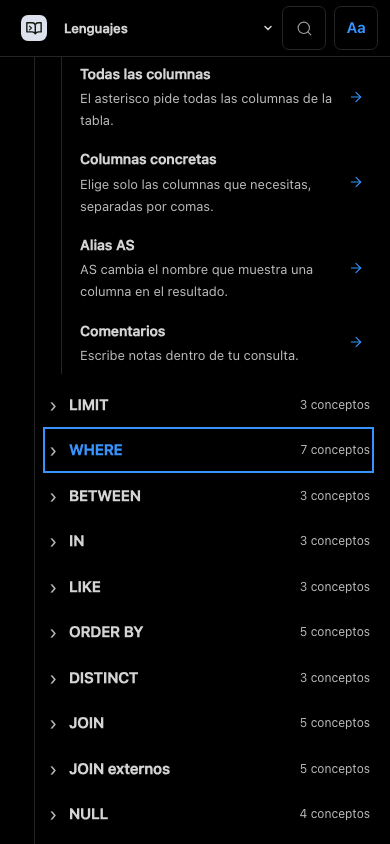 Lenguajes
Aa
Todas las columnas
El asterisco pide todas las columnas de la
tabla.
Columnas concretas
Elige solo las columnas que necesitas,
separadas por comas.
Alias AS
AS cambia el nombre que muestra una
columna en el resultado.
Comentarios
Escribe notas dentro de tu consulta.
LIMIT 3 conceptos
WHERE 7 conceptos
BETWEEN 3 conceptos
IN 3 conceptos
LIKE 3 conceptos
ORDER BY 5 conceptos
DISTINCT 3 conceptos
JOIN 5 conceptos
JOIN externos 5 conceptos
NULL 4 conceptos